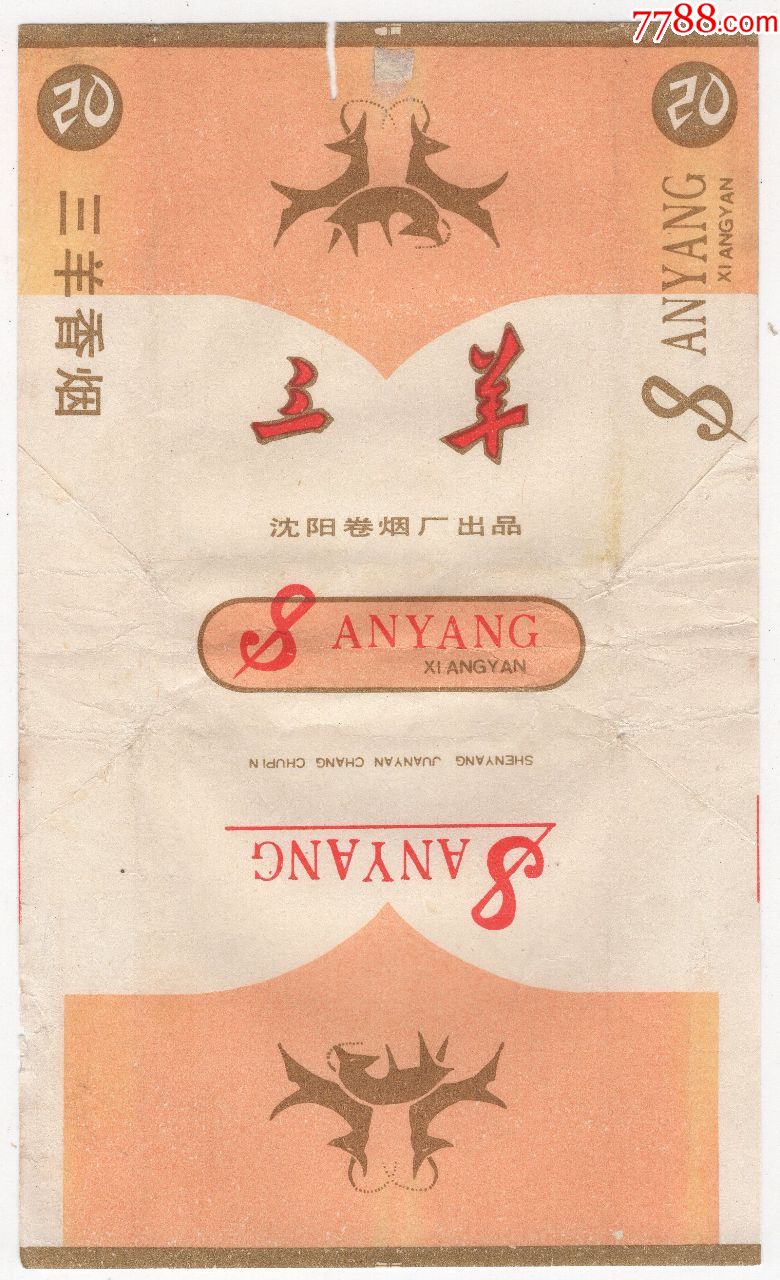 7788.com
20
20
三羊香烟
SANYANG
XIANGYAN
三羊
沈阳卷烟厂出品
SANYANG
XIANGYAN
SHENYANG JUANYAN CHANG CHUPIN
SANYANG